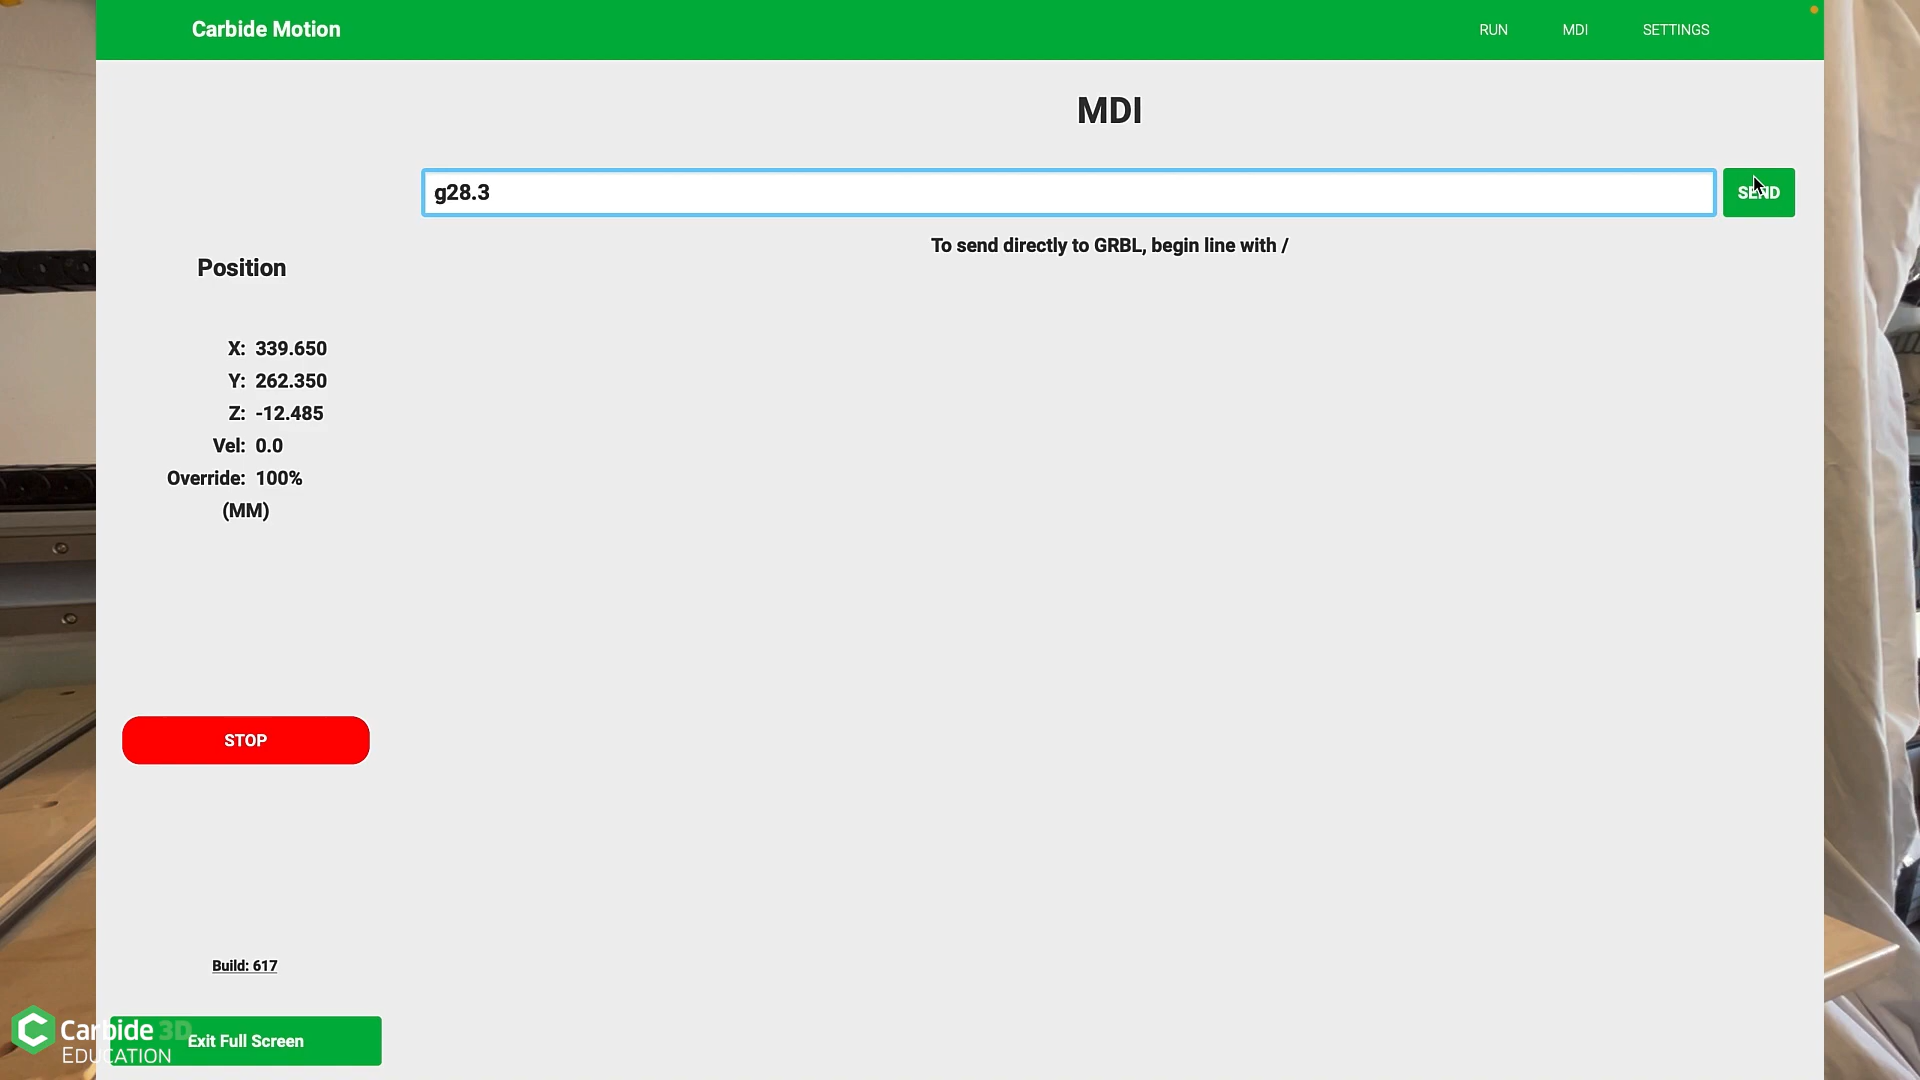 Carbide Motion
RUN
MDI
SETTINGS
MDI
g28.3
SEND
To send directly to GRBL, begin line with /
Position
X: 339.650
Y: 262.350
Z: -12.485
Vel: 0.0
Override: 100%
(MM)
STOP
Build: 617
Exit Full Screen
Carbide 3D
EDUCATION